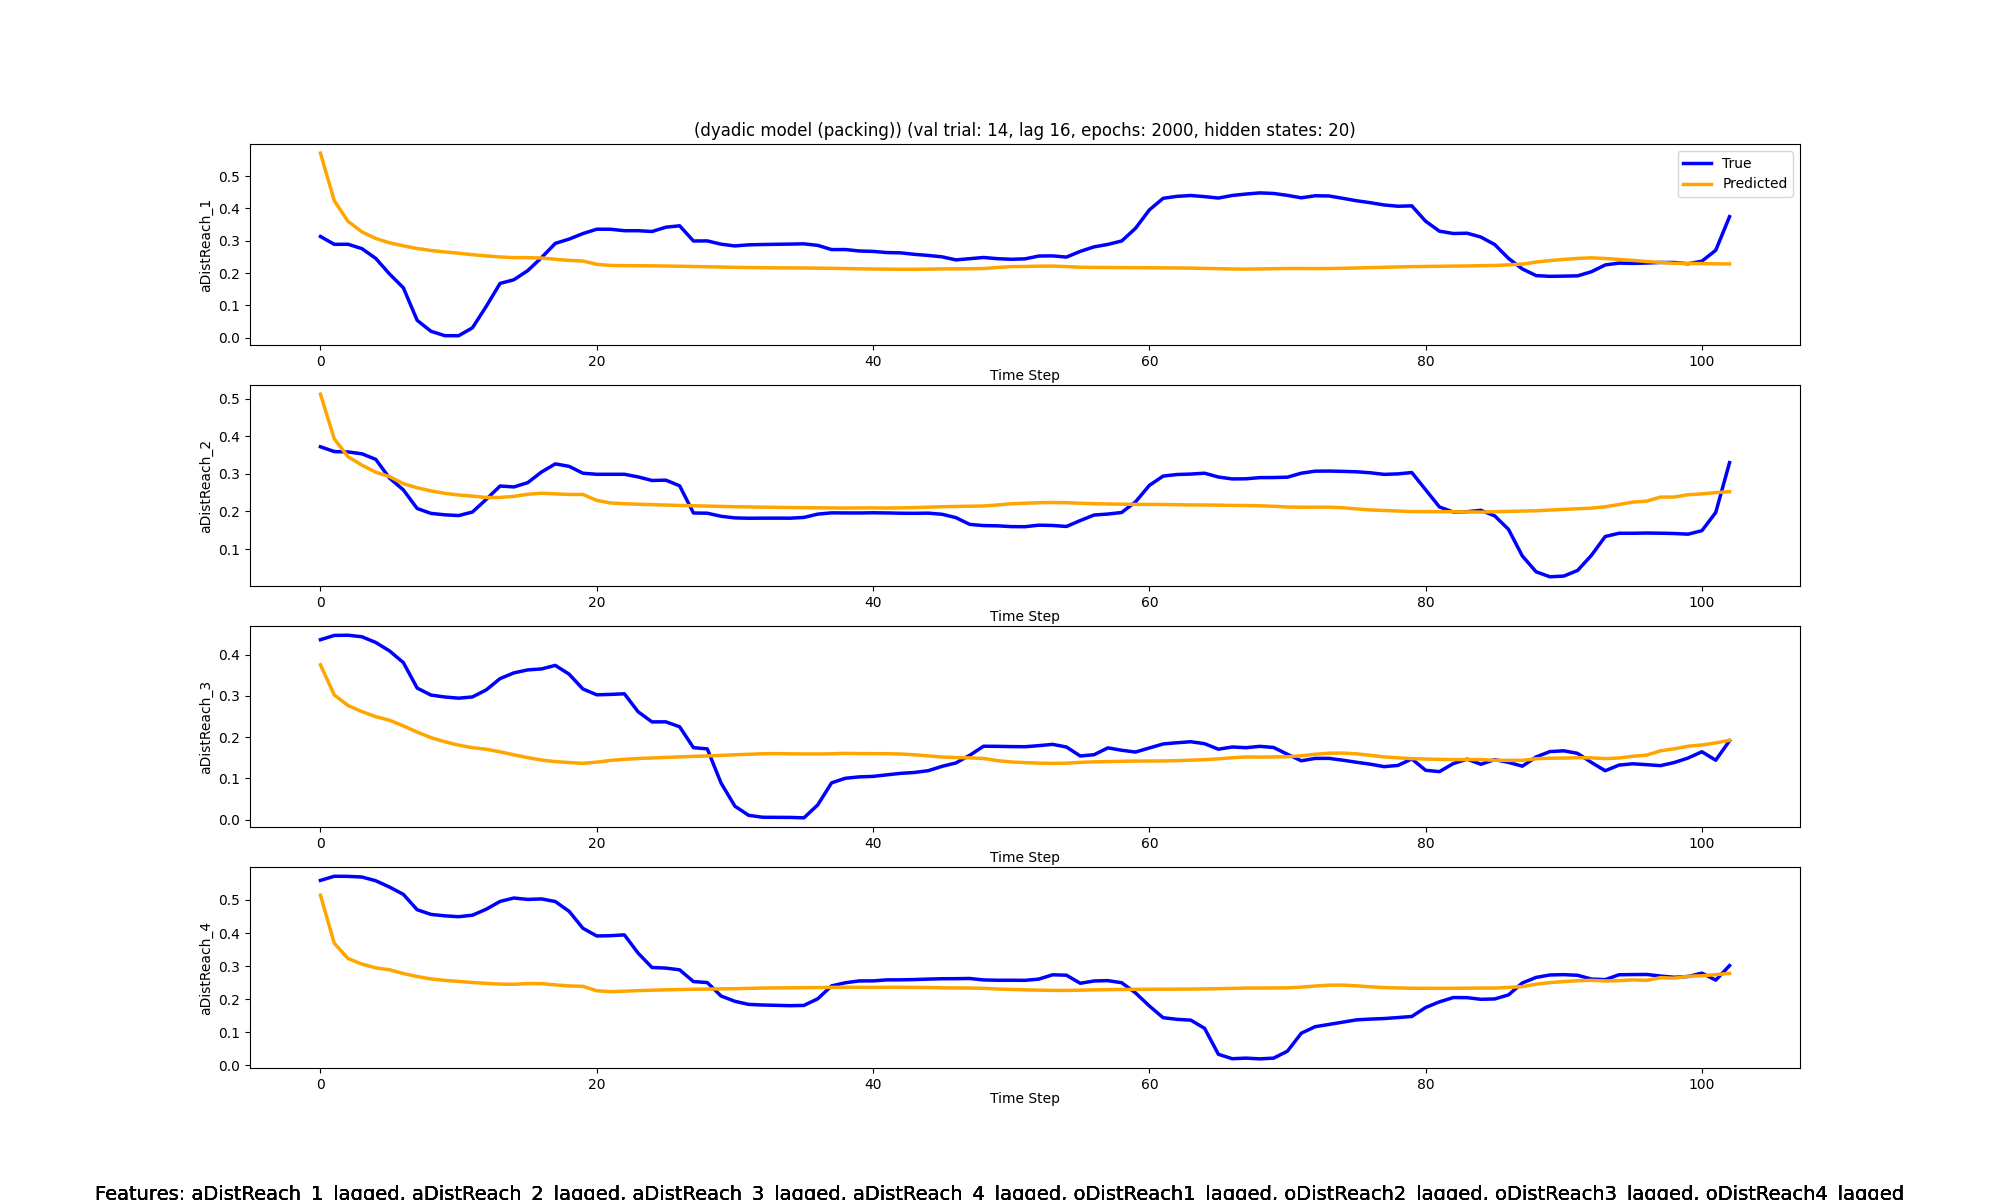 (dyadic model (packing)) (val trial: 14, lag 16, epochs: 2000, hidden states: 20)
True
Predicted
aDistReach_1
0.5
0.4
0.3
0.2
0.1
0.0
0 20 40 60 80 100
Time Step
aDistReach_2
0.5
0.4
0.3
0.2
0.1
0 20 40 60 80 100
Time Step
aDistReach_3
0.4
0.3
0.2
0.1
0.0
0 20 40 60 80 100
Time Step
aDistReach_4
0.5
0.4
0.3
0.2
0.1
0.0
0 20 40 60 80 100
Time Step
Features: aDistReach_1_lagged, aDistReach_2_lagged, aDistReach_3_lagged, aDistReach_4_lagged, oDistReach1_lagged, oDistReach2_lagged, oDistReach3_lagged, oDistReach4_lagged